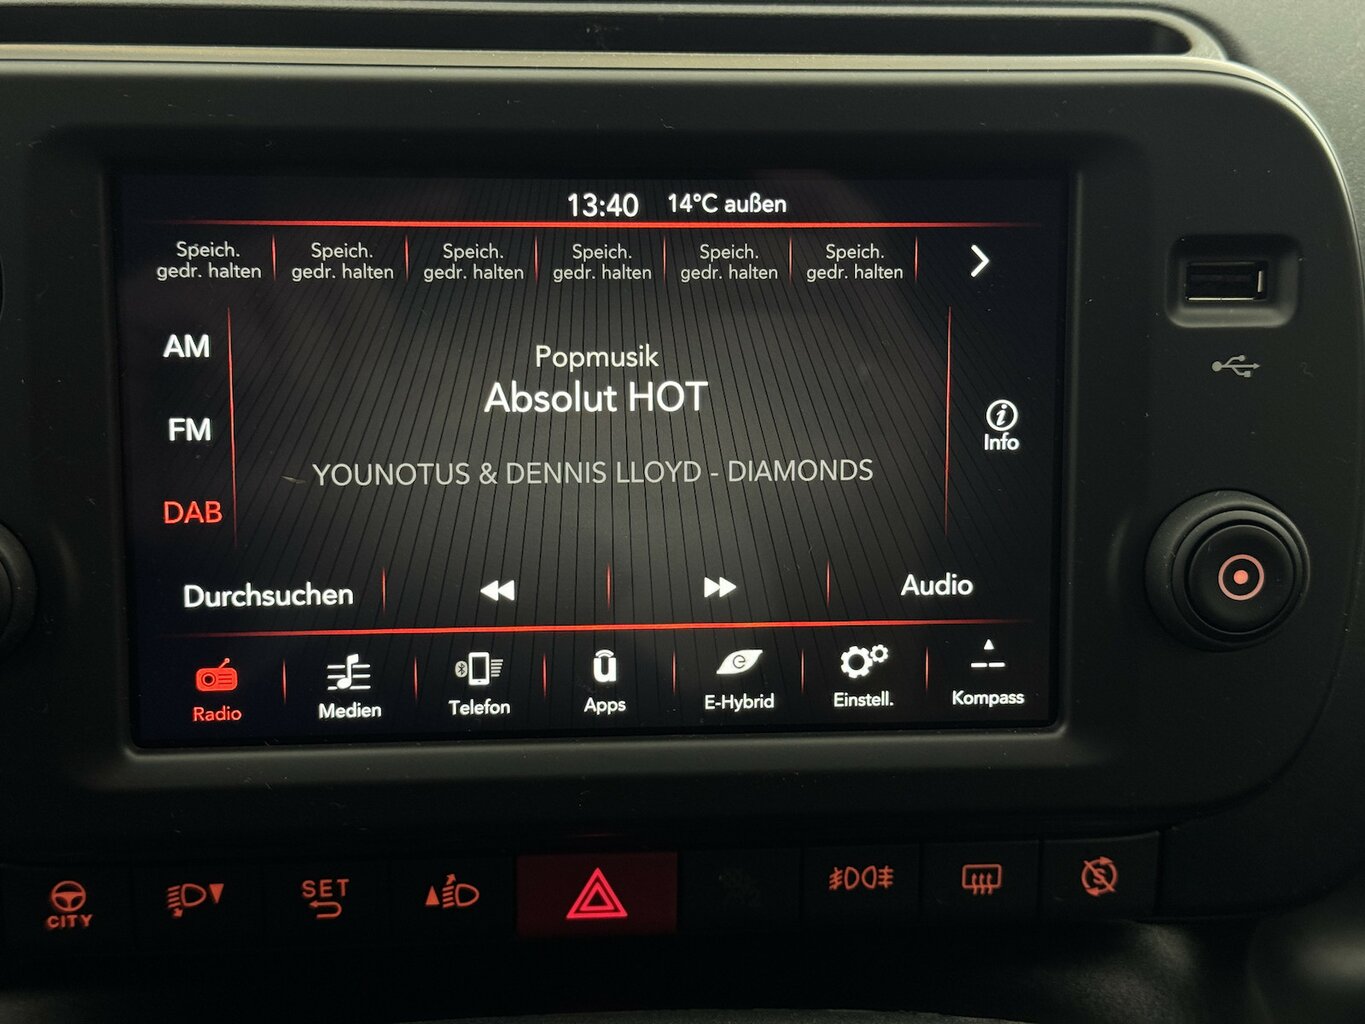 13:40 14°C außen
Speich. Speich. Speich. Speich. Speich. Speich.
gedr. halten gedr. halten gedr. halten gedr. halten gedr. halten gedr. halten
AM
FM
DAB
Popmusik
Absolut HOT
YOUNOTUS & DENNIS LLOYD - DIAMONDS
Info
Durchsuchen
Audio
Radio Medien Telefon Apps E-Hybrid Einstell. Kompass
CITY
SET